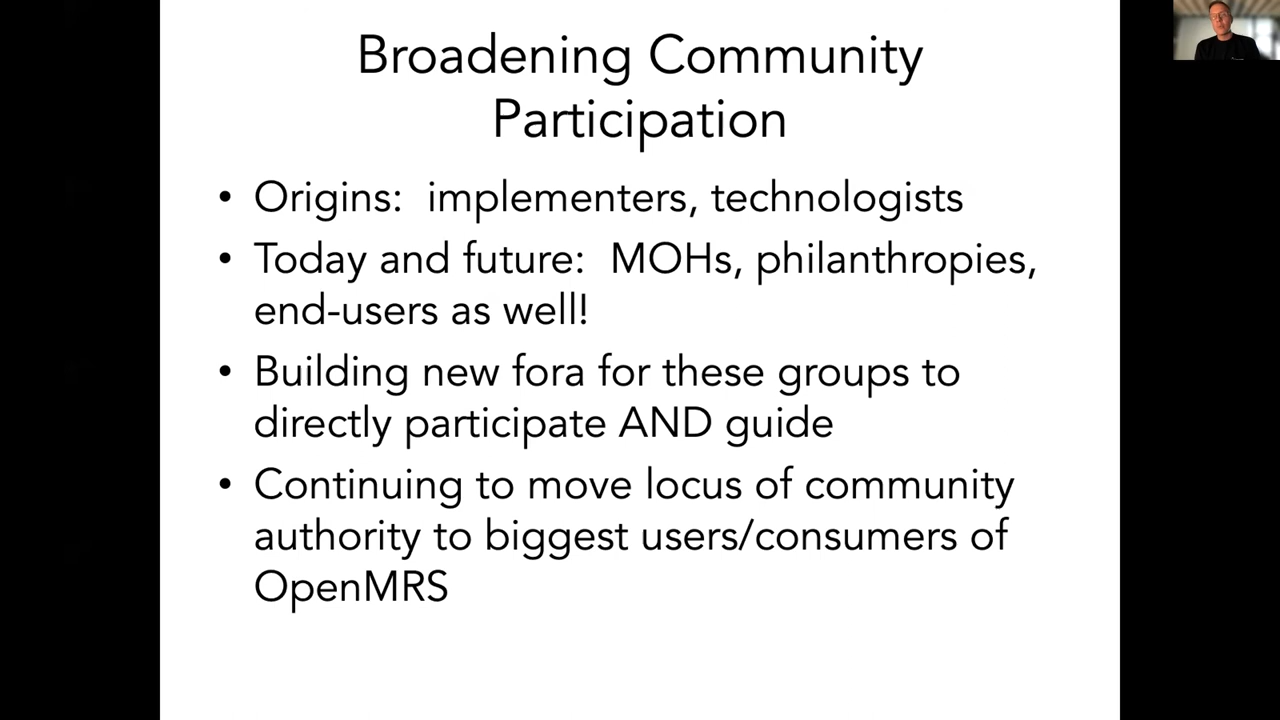 Broadening Community
Participation
• Origins: implementers, technologists
• Today and future: MOHs, philanthropies,
end-users as well!
• Building new fora for these groups to
directly participate AND guide
• Continuing to move locus of community
authority to biggest users/consumers of
OpenMRS